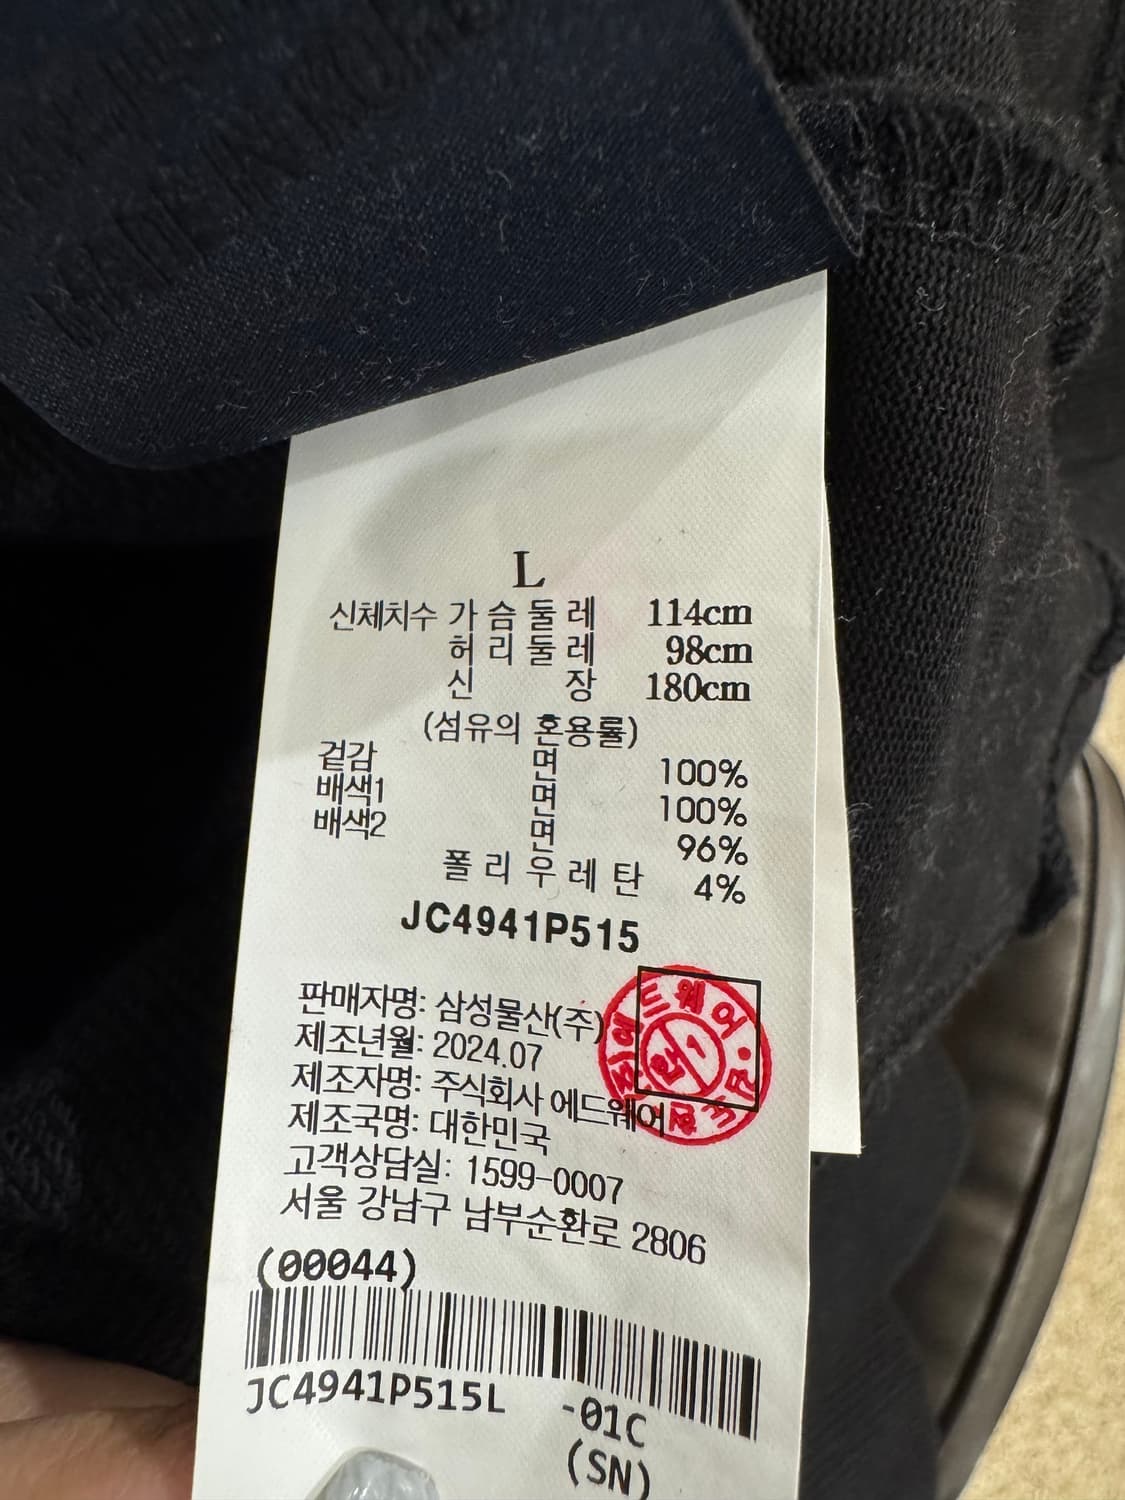 L
신체치수 가슴둘레 114cm
허리둘레 98cm
신장 180cm
(섬유의 혼용률)
겉감 면 100%
배색1 면 100%
배색2 면 96%
폴리우레탄 4%
JC4941P515
판매자명: 삼성물산(주)
제조년월: 2024.07
제조자명: 주식회사 에드웨어
제조국명: 대한민국
고객상담실: 1599-0007
서울 강남구 남부순환로 2806
(00044)
JC4941P515L -01C
(SN)